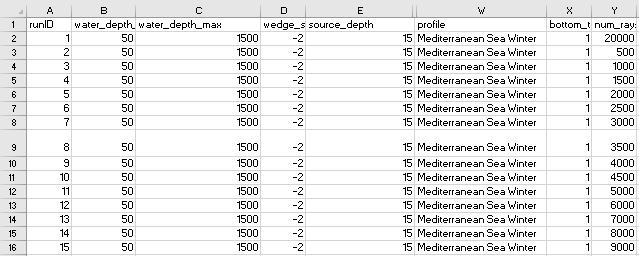 A B C D E W X Y
1 runID water_depth_ water_depth_max wedge_s source_depth profile bottom_t num_ray:
2 1 50 1500 -2 15 Mediterranean Sea Winter 1 20000
3 2 50 1500 -2 15 Mediterranean Sea Winter 1 500
4 3 50 1500 -2 15 Mediterranean Sea Winter 1 1000
5 4 50 1500 -2 15 Mediterranean Sea Winter 1 1500
6 5 50 1500 -2 15 Mediterranean Sea Winter 1 2000
7 6 50 1500 -2 15 Mediterranean Sea Winter 1 2500
8 7 50 1500 -2 15 Mediterranean Sea Winter 1 3000
9 8 50 1500 -2 15 Mediterranean Sea Winter 1 3500
10 9 50 1500 -2 15 Mediterranean Sea Winter 1 4000
11 10 50 1500 -2 15 Mediterranean Sea Winter 1 4500
12 11 50 1500 -2 15 Mediterranean Sea Winter 1 5000
13 12 50 1500 -2 15 Mediterranean Sea Winter 1 6000
14 13 50 1500 -2 15 Mediterranean Sea Winter 1 7000
15 14 50 1500 -2 15 Mediterranean Sea Winter 1 8000
16 15 50 1500 -2 15 Mediterranean Sea Winter 1 9000